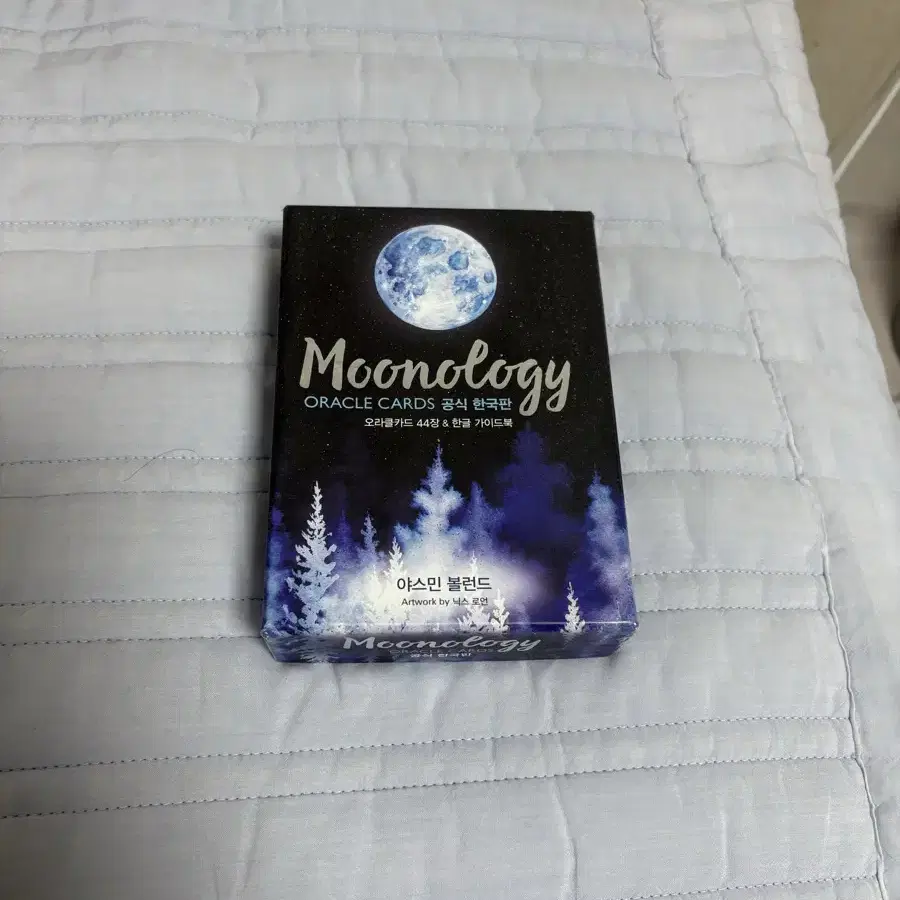 Moonology
ORACLE CARDS 공식 한국판
오라클카드 44장 & 한글 가이드북
야스민 볼런드
Artwork by 닉스 로언
Moonology
ORACLE CARDS
공식 한국판